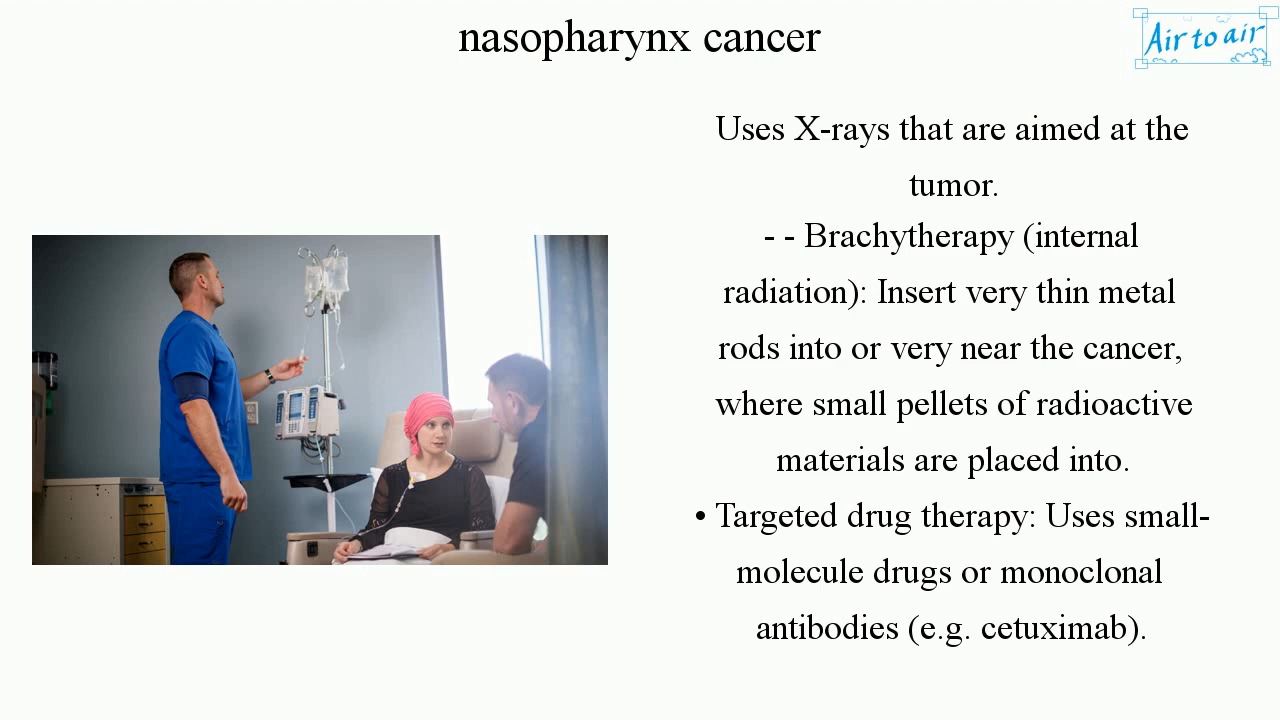 nasopharynx cancer
Air to air
Uses X-rays that are aimed at the
tumor.
- - Brachytherapy (internal
radiation): Insert very thin metal
rods into or very near the cancer,
where small pellets of radioactive
materials are placed into.
• Targeted drug therapy: Uses small-
molecule drugs or monoclonal
antibodies (e.g. cetuximab).